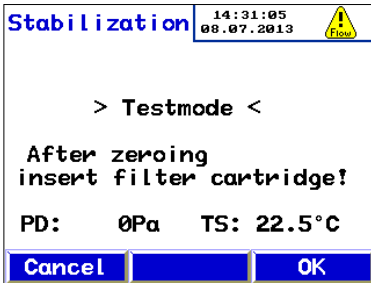 Stabilization
14:31:05
08.07.2013
! Flow
> Testmode <
After zeroing
insert filter cartridge!
PD: 0Pa TS: 22.5°C
Cancel OK